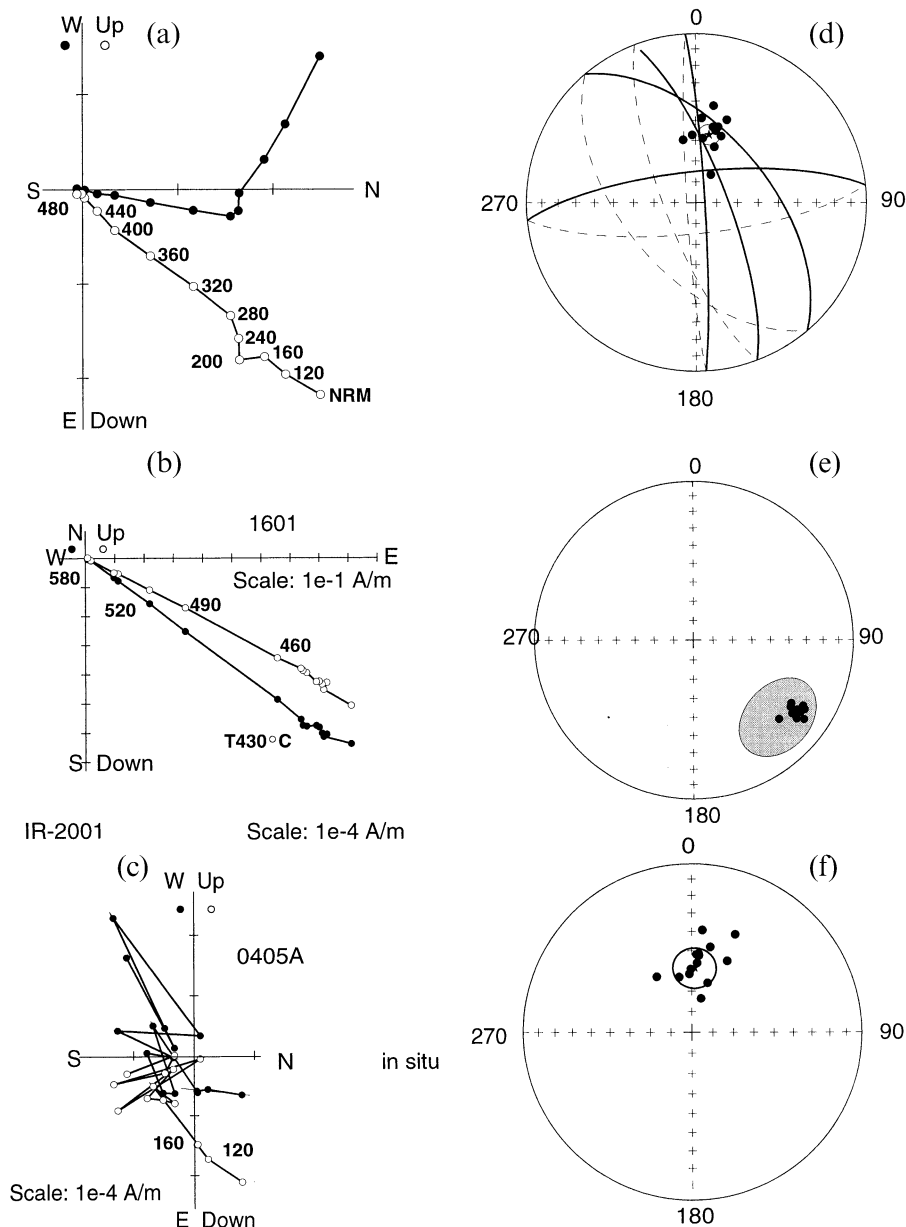 (a)
W Up
S N
480 440
400
360
320
280
240
200 160
120
NRM
E Down
(b)
1601
N Up
W E
Scale: 1e-1 A/m
580
520 490
460
T430°C
S Down
IR-2001 Scale: 1e-4 A/m
(c)
W Up
0405A
S N
in situ
160 120
Scale: 1e-4 A/m
E Down
(d)
0
270 90
180
(e)
0
270 90
180
(f)
0
270 90
180